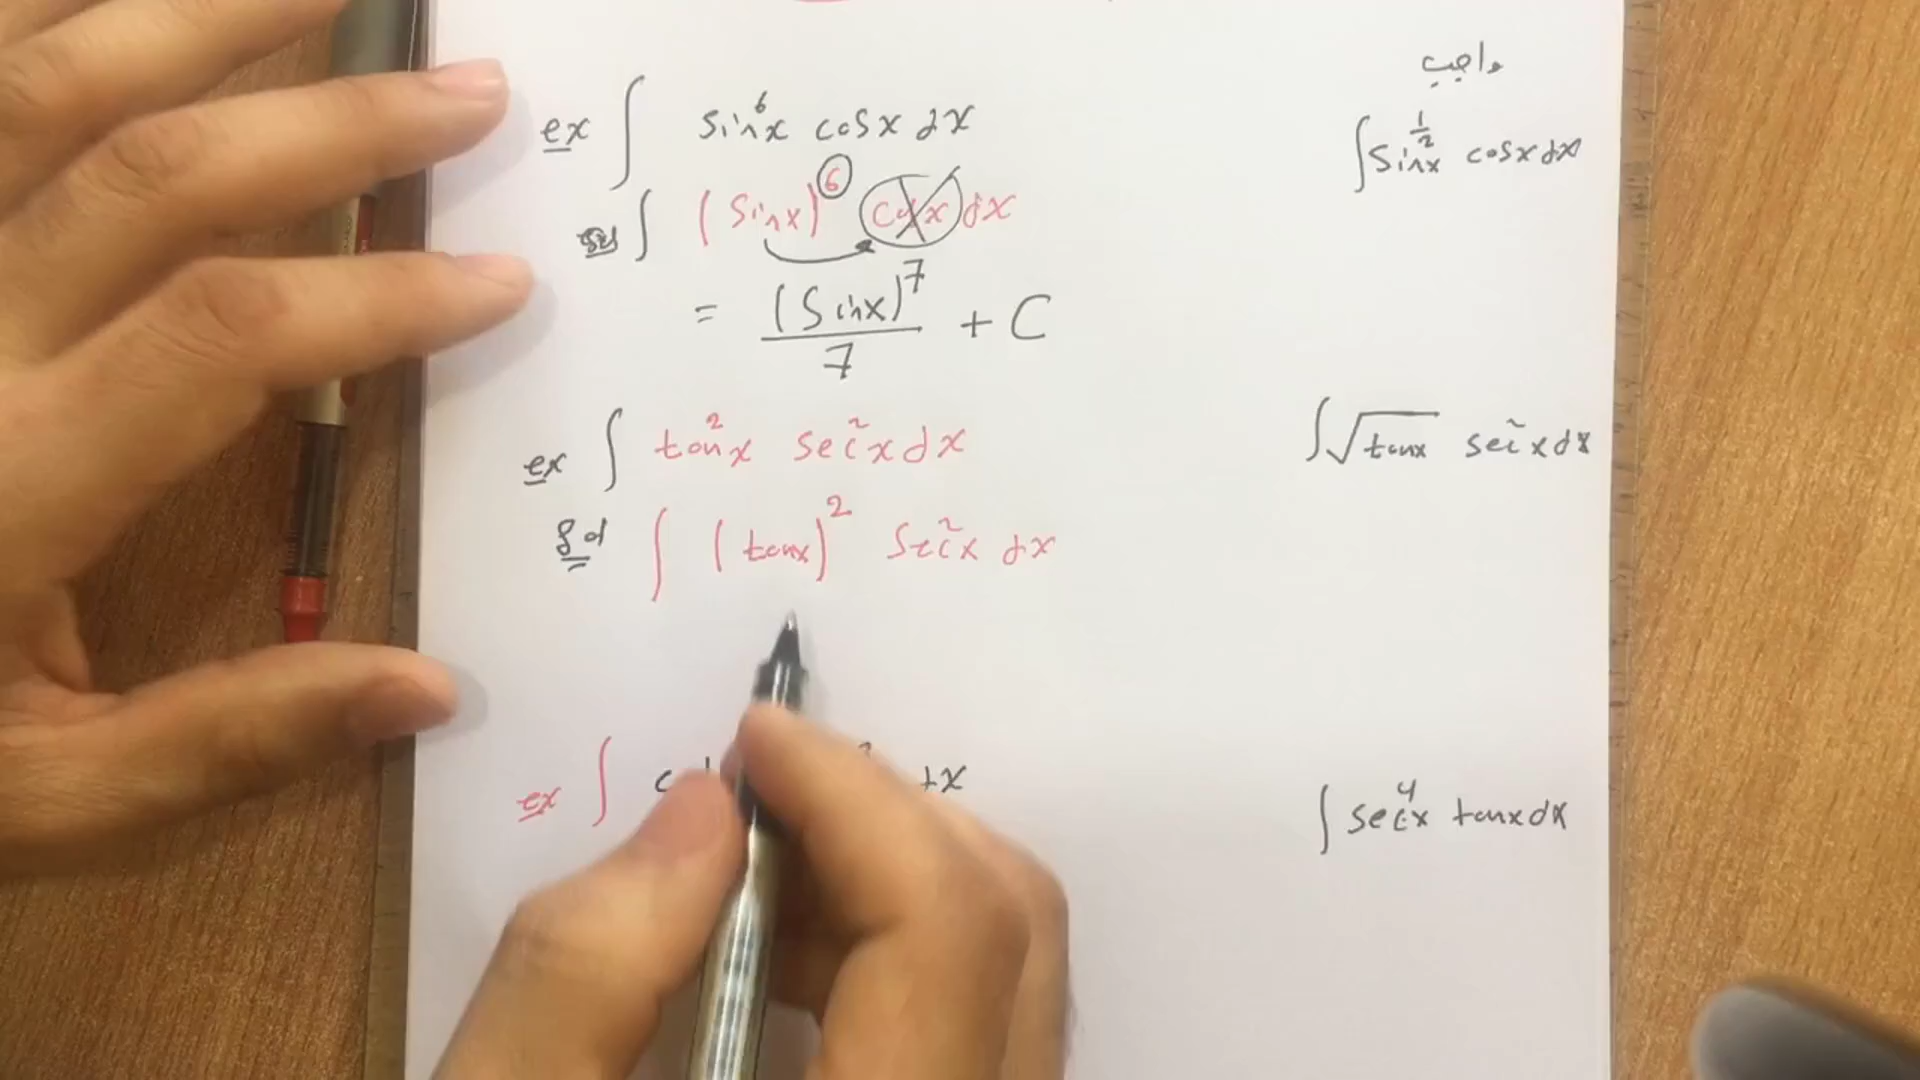 ex ∫ sin⁶x cosx dx
sol ∫ (sinx)⁶ cosx dx
= (sinx)⁷/7 + C
ex ∫ tan²x sec²x dx
sol ∫ (tanx)² sec²x dx
ex ∫
واجب
∫ sin^½x cosx dx
∫ √tanx sec²x dx
∫ sec⁴x tanx dx